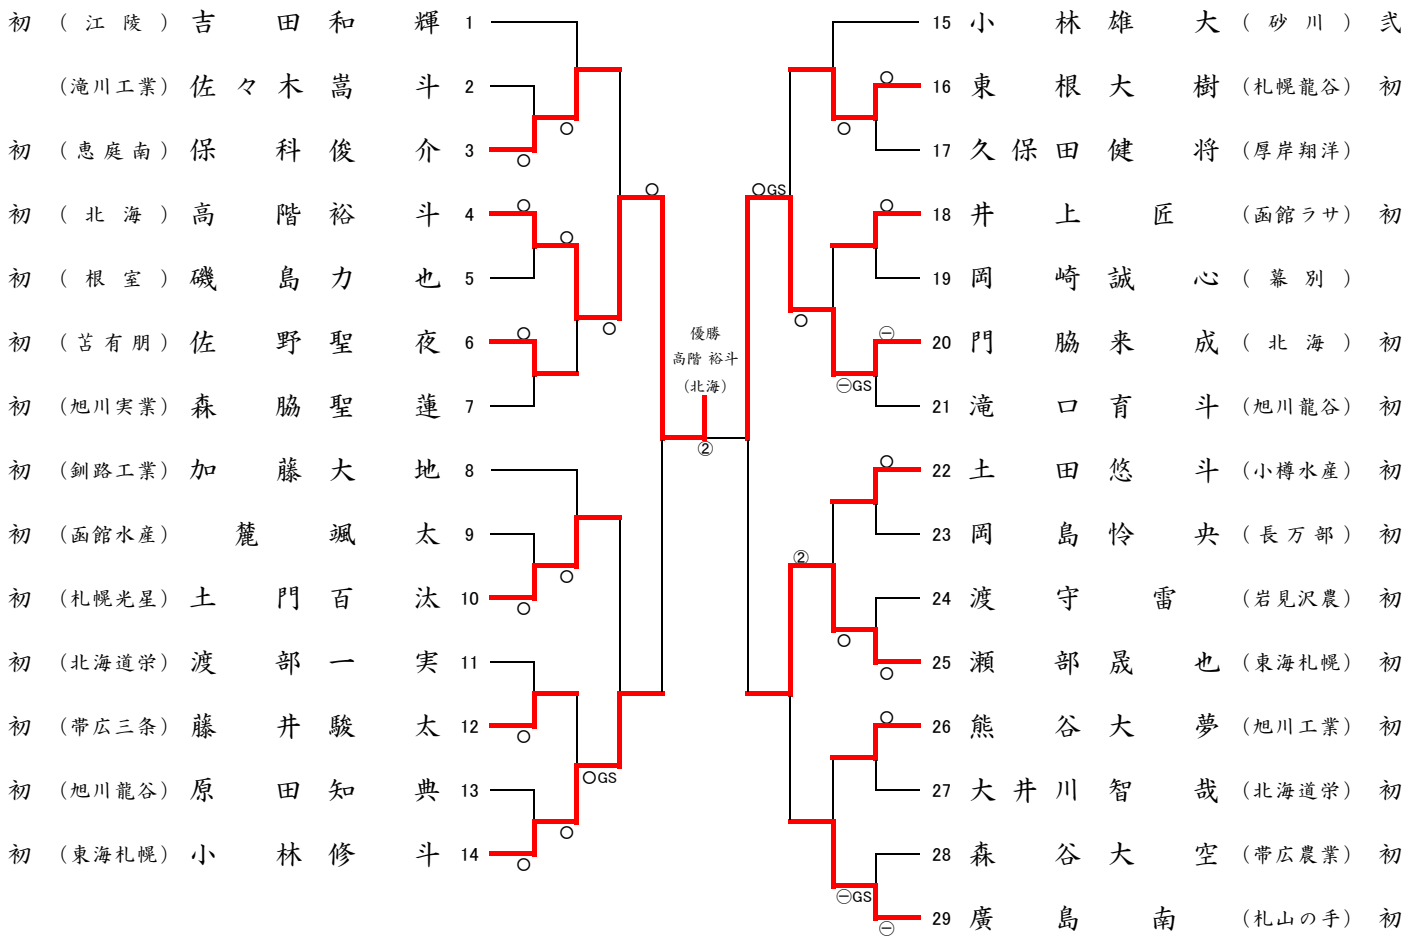 初 (江陵) 吉田和輝 1
(滝川工業) 佐々木嵩斗 2
○
初 (恵庭南) 保科俊介 3
○
初 (北海) 高階裕斗 4
○
○
○
初 (根室) 磯島力也 5
初 (苫有朋) 佐野聖夜 6
○
○
初 (旭川実業) 森脇聖蓮 7
初 (釧路工業) 加藤大地 8
初 (函館水産) 麓颯太 9
○
初 (札幌光星) 土門百汰 10
○
初 (北海道栄) 渡部一実 11
初 (帯広三条) 藤井駿太 12
○
○GS
初 (旭川龍谷) 原田知典 13
○
初 (東海札幌) 小林修斗 14
○
優勝
高階 裕斗
(北海)
②
15 小林雄大 (砂川) 弐
○
16 東根大樹 (札幌龍谷) 初
○
17 久保田健将 (厚岸翔洋)
○GS
○
18 井上匠 (函館ラサ) 初
19 岡崎誠心 (幕別)
○
㊀
20 門脇来成 (北海) 初
㊀GS
21 滝口育斗 (旭川龍谷) 初
○
22 土田悠斗 (小樽水産) 初
23 岡島怜央 (長万部) 初
②
24 渡守雷 (岩見沢農) 初
○
25 瀬部晟也 (東海札幌) 初
○
○
26 熊谷大夢 (旭川工業) 初
27 大井川智哉 (北海道栄) 初
28 森谷大空 (帯広農業) 初
㊀GS
29 廣島南 (札山の手) 初
㊀